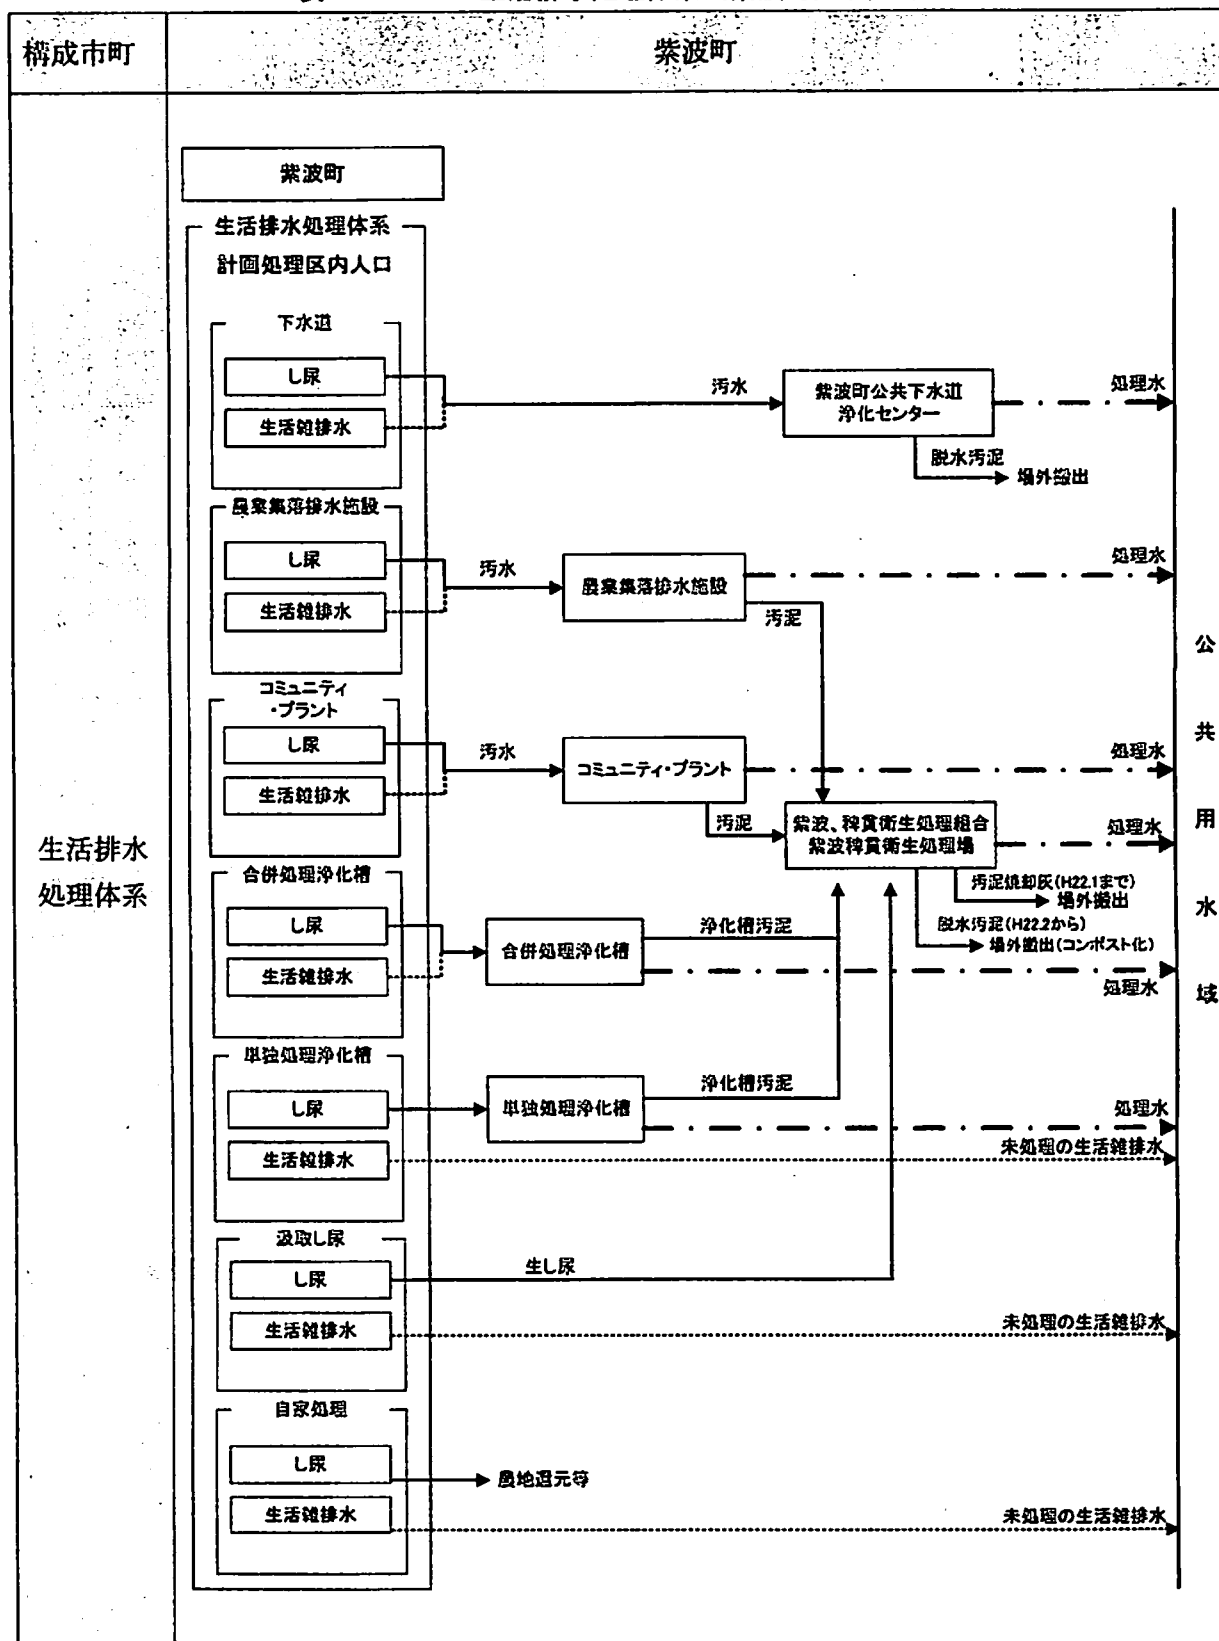 構成市町
紫波町
生活排水
処理体系
紫波町
生活排水処理体系
計画処理区内人口
下水道
し尿
生活雑排水
汚水
紫波町公共下水道
浄化センター
処理水
脱水汚泥
場外搬出
農業集落排水施設
し尿
生活雑排水
汚水
農業集落排水施設
処理水
汚泥
コミュニティ
・プラント
し尿
生活雑排水
汚水
コミュニティ・プラント
処理水
汚泥
紫波、稗貫衛生処理組合
紫波稗貫衛生処理場
処理水
汚泥焼却灰(H22.1まで)
場外搬出
脱水汚泥(H22.2から)
場外搬出(コンポスト化)
合併処理浄化槽
し尿
生活雑排水
合併処理浄化槽
浄化槽汚泥
処理水
単独処理浄化槽
し尿
生活雑排水
単独処理浄化槽
浄化槽汚泥
処理水
未処理の生活雑排水
汲取し尿
し尿
生活雑排水
生し尿
未処理の生活雑排水
自家処理
し尿
生活雑排水
農地還元等
未処理の生活雑排水
公共用水域